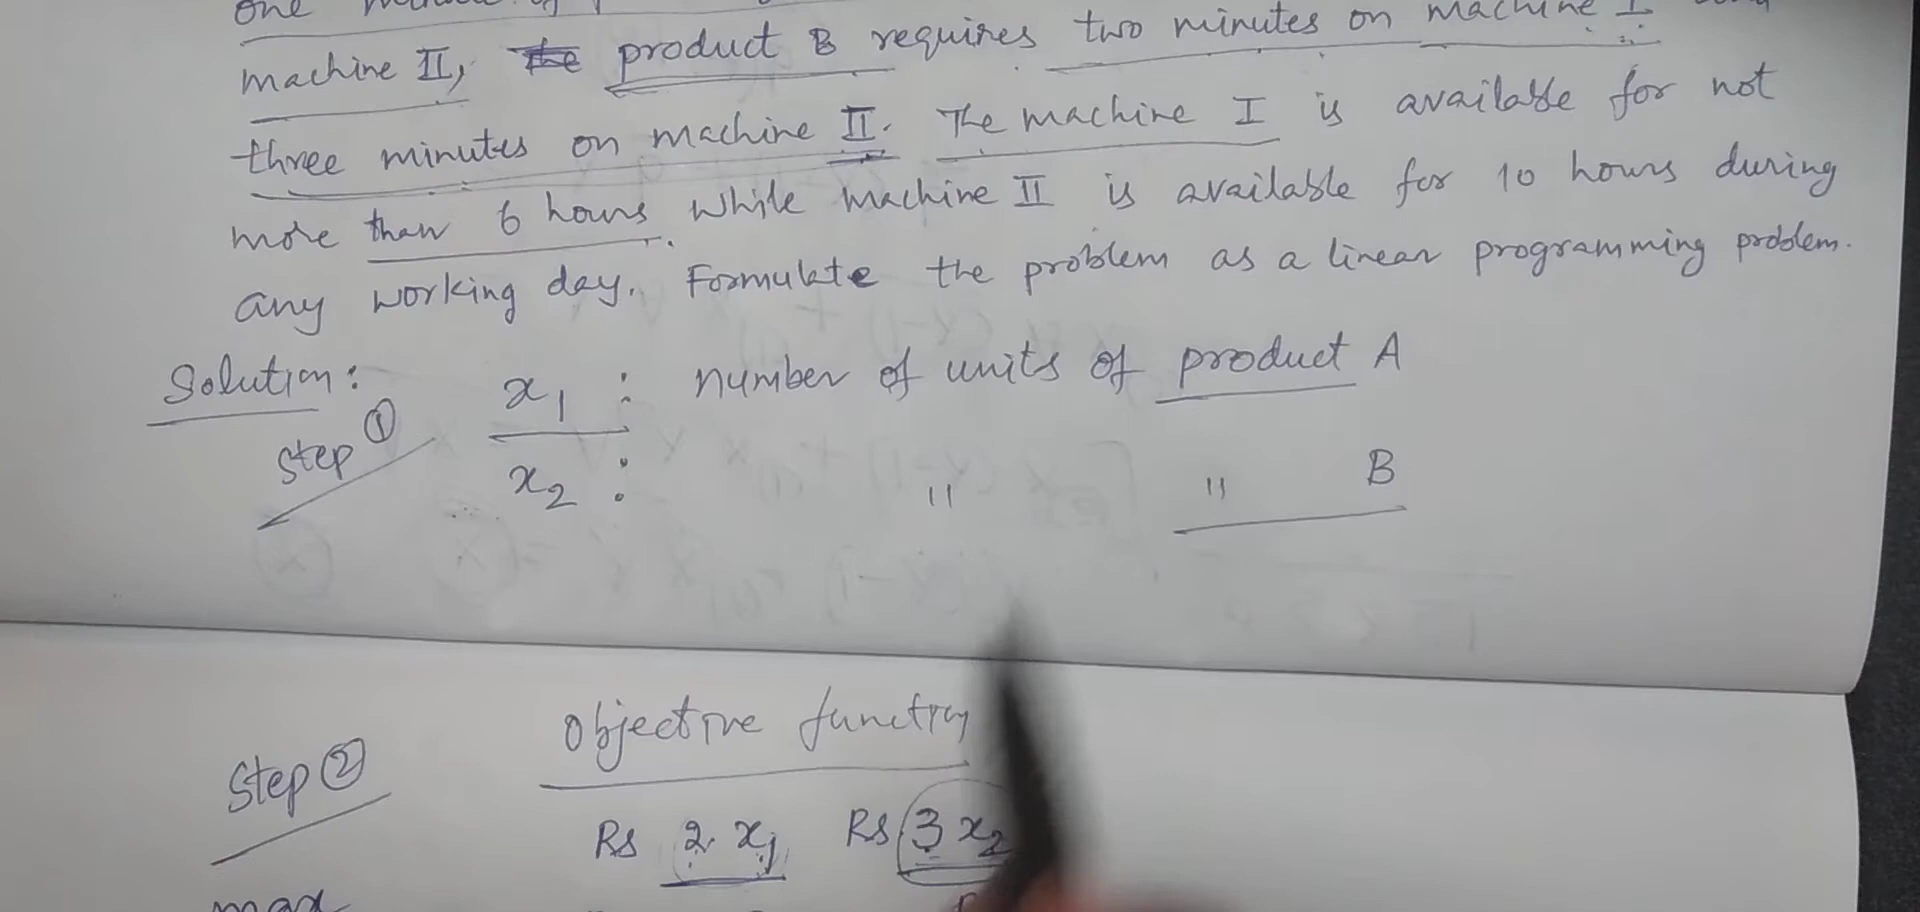 one
machine II, the product B requires two minutes on machine I
three minutes on machine II. The machine I is available for not
more than 6 hours while machine II is available for 10 hours during
any working day. Formulate the problem as a linear programming problem.
Solution: x₁ : number of units of product A
Step ①
x₂ : " " B
Step ② Objective function
Rs 2. x₁ Rs 3 x₂
max